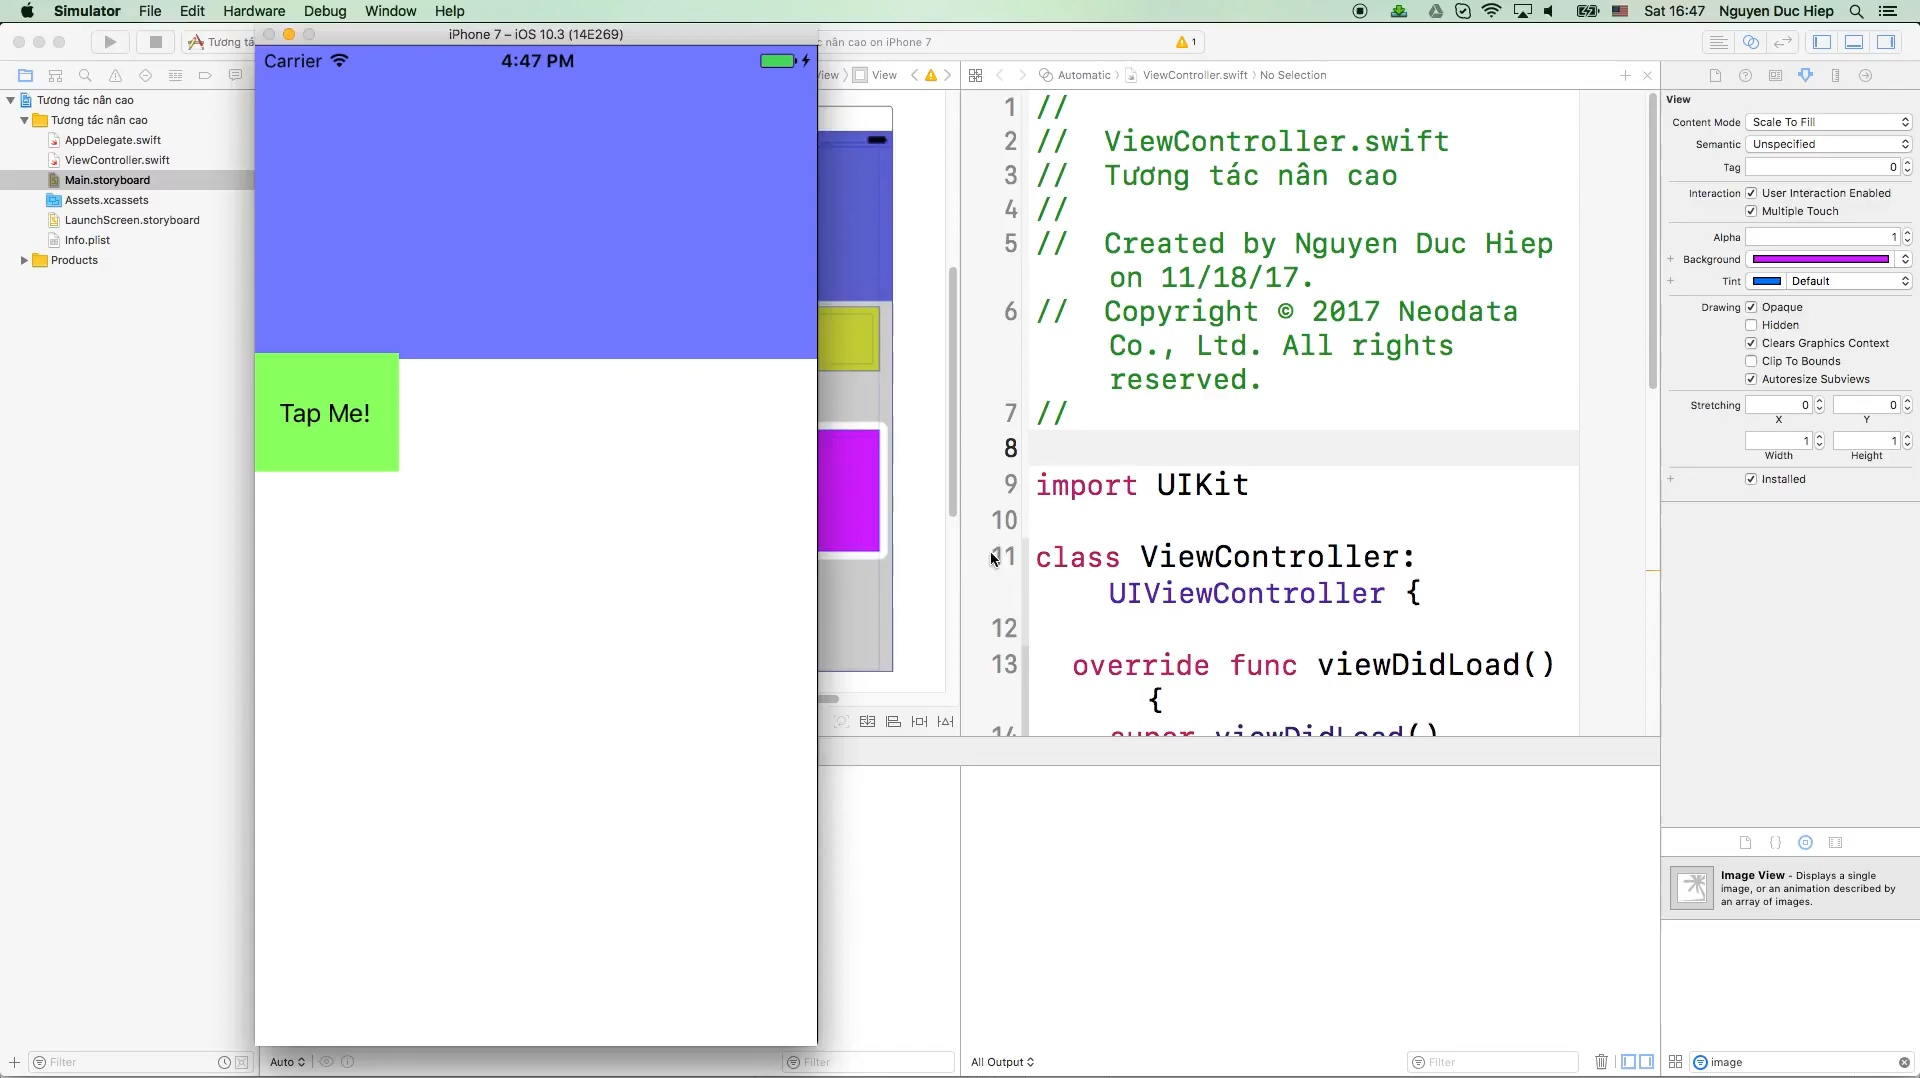 Simulator File Edit Hardware Debug Window Help
Sat 16:47 Nguyen Duc Hiep
iPhone 7 – iOS 10.3 (14E269)
Tương tá
nân cao on iPhone 7
1
Carrier
4:47 PM
Tap Me!
Tương tác nân cao
Tương tác nân cao
AppDelegate.swift
ViewController.swift
Main.storyboard
Assets.xcassets
LaunchScreen.storyboard
Info.plist
Products
Filter
View
Automatic
ViewController.swift
No Selection
1 //
2 // ViewController.swift
3 // Tương tác nân cao
4 //
5 // Created by Nguyen Duc Hiep
on 11/18/17.
6 // Copyright © 2017 Neodata
Co., Ltd. All rights
reserved.
7 //
8
9 import UIKit
10
11 class ViewController:
UIViewController {
12
13 override func viewDidLoad()
{
14 super.viewDidLoad()
Auto
Filter
All Output
Filter
View
Content Mode Scale To Fill
Semantic Unspecified
Tag 0
Interaction User Interaction Enabled
Multiple Touch
Alpha 1
Background
Tint Default
Drawing Opaque
Hidden
Clears Graphics Context
Clip To Bounds
Autoresize Subviews
Stretching 0 0
X Y
1 1
Width Height
Installed
Image View - Displays a single
image, or an animation described by
an array of images.
image